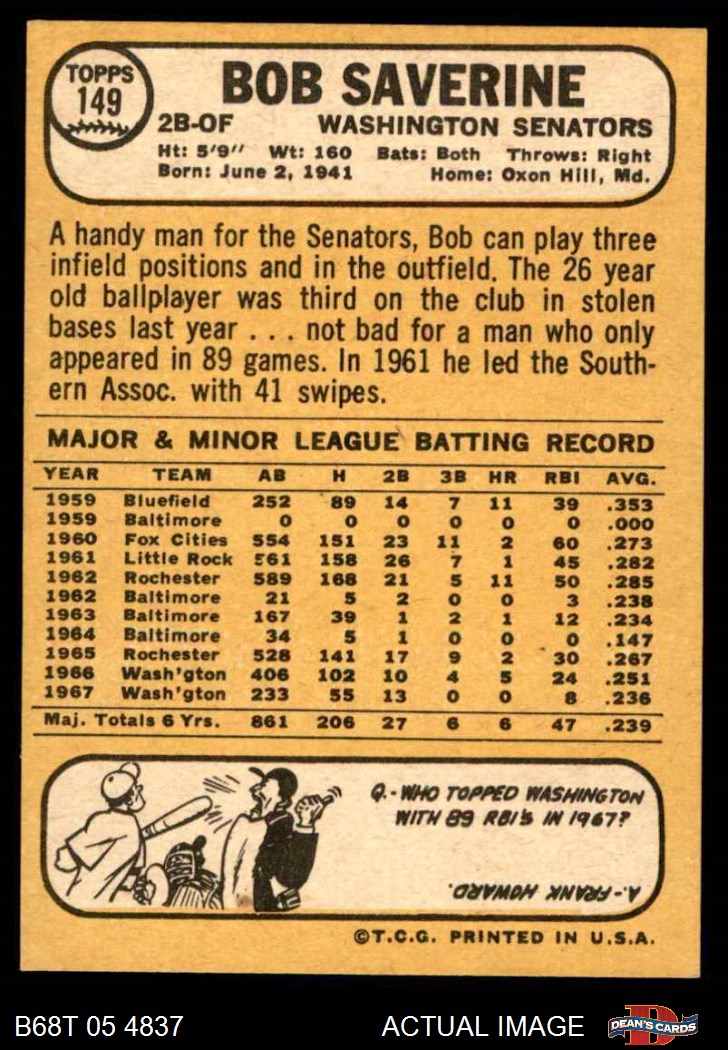 TOPPS
149
BOB SAVERINE
2B-OF WASHINGTON SENATORS
Ht: 5'9" Wt: 160 Bats: Both Throws: Right
Born: June 2, 1941 Home: Oxon Hill, Md.
A handy man for the Senators, Bob can play three
infield positions and in the outfield. The 26 year
old ballplayer was third on the club in stolen
bases last year . . . not bad for a man who only
appeared in 89 games. In 1961 he led the South-
ern Assoc. with 41 swipes.
MAJOR & MINOR LEAGUE BATTING RECORD
YEAR TEAM AB H 2B 3B HR RBI AVG.
1959 Bluefield 252 89 14 7 11 39 .353
1959 Baltimore 0 0 0 0 0 0 .000
1960 Fox Cities 554 151 23 11 2 60 .273
1961 Little Rock 561 158 26 7 1 45 .282
1962 Rochester 589 168 21 5 11 50 .285
1962 Baltimore 21 5 2 0 0 3 .238
1963 Baltimore 167 39 1 2 1 12 .234
1964 Baltimore 34 5 1 0 0 0 .147
1965 Rochester 528 141 17 9 2 30 .267
1966 Wash'gton 406 102 10 4 5 24 .251
1967 Wash'gton 233 55 13 0 0 8 .236
Maj. Totals 6 Yrs. 861 206 27 6 6 47 .239
Q.- WHO TOPPED WASHINGTON
WITH 89 RBI'S IN 1967?
A.- FRANK HOWARD.
©T.C.G. PRINTED IN U.S.A.
B68T 05 4837 ACTUAL IMAGE
D
DEAN'S CARDS